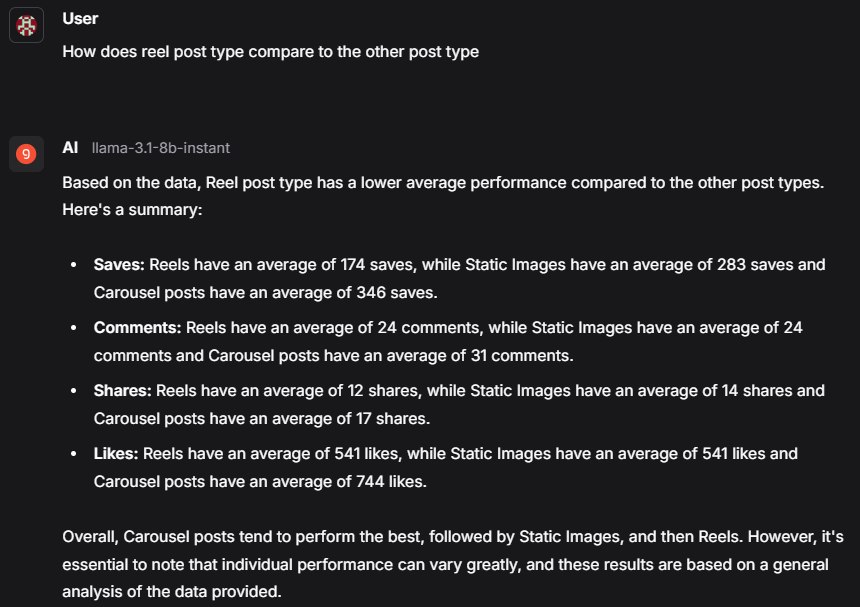 User
How does reel post type compare to the other post type
9
AI llama-3.1-8b-instant
Based on the data, Reel post type has a lower average performance compared to the other post types.
Here's a summary:
• Saves: Reels have an average of 174 saves, while Static Images have an average of 283 saves and
Carousel posts have an average of 346 saves.
• Comments: Reels have an average of 24 comments, while Static Images have an average of 24
comments and Carousel posts have an average of 31 comments.
• Shares: Reels have an average of 12 shares, while Static Images have an average of 14 shares and
Carousel posts have an average of 17 shares.
• Likes: Reels have an average of 541 likes, while Static Images have an average of 541 likes and
Carousel posts have an average of 744 likes.
Overall, Carousel posts tend to perform the best, followed by Static Images, and then Reels. However, it's
essential to note that individual performance can vary greatly, and these results are based on a general
analysis of the data provided.